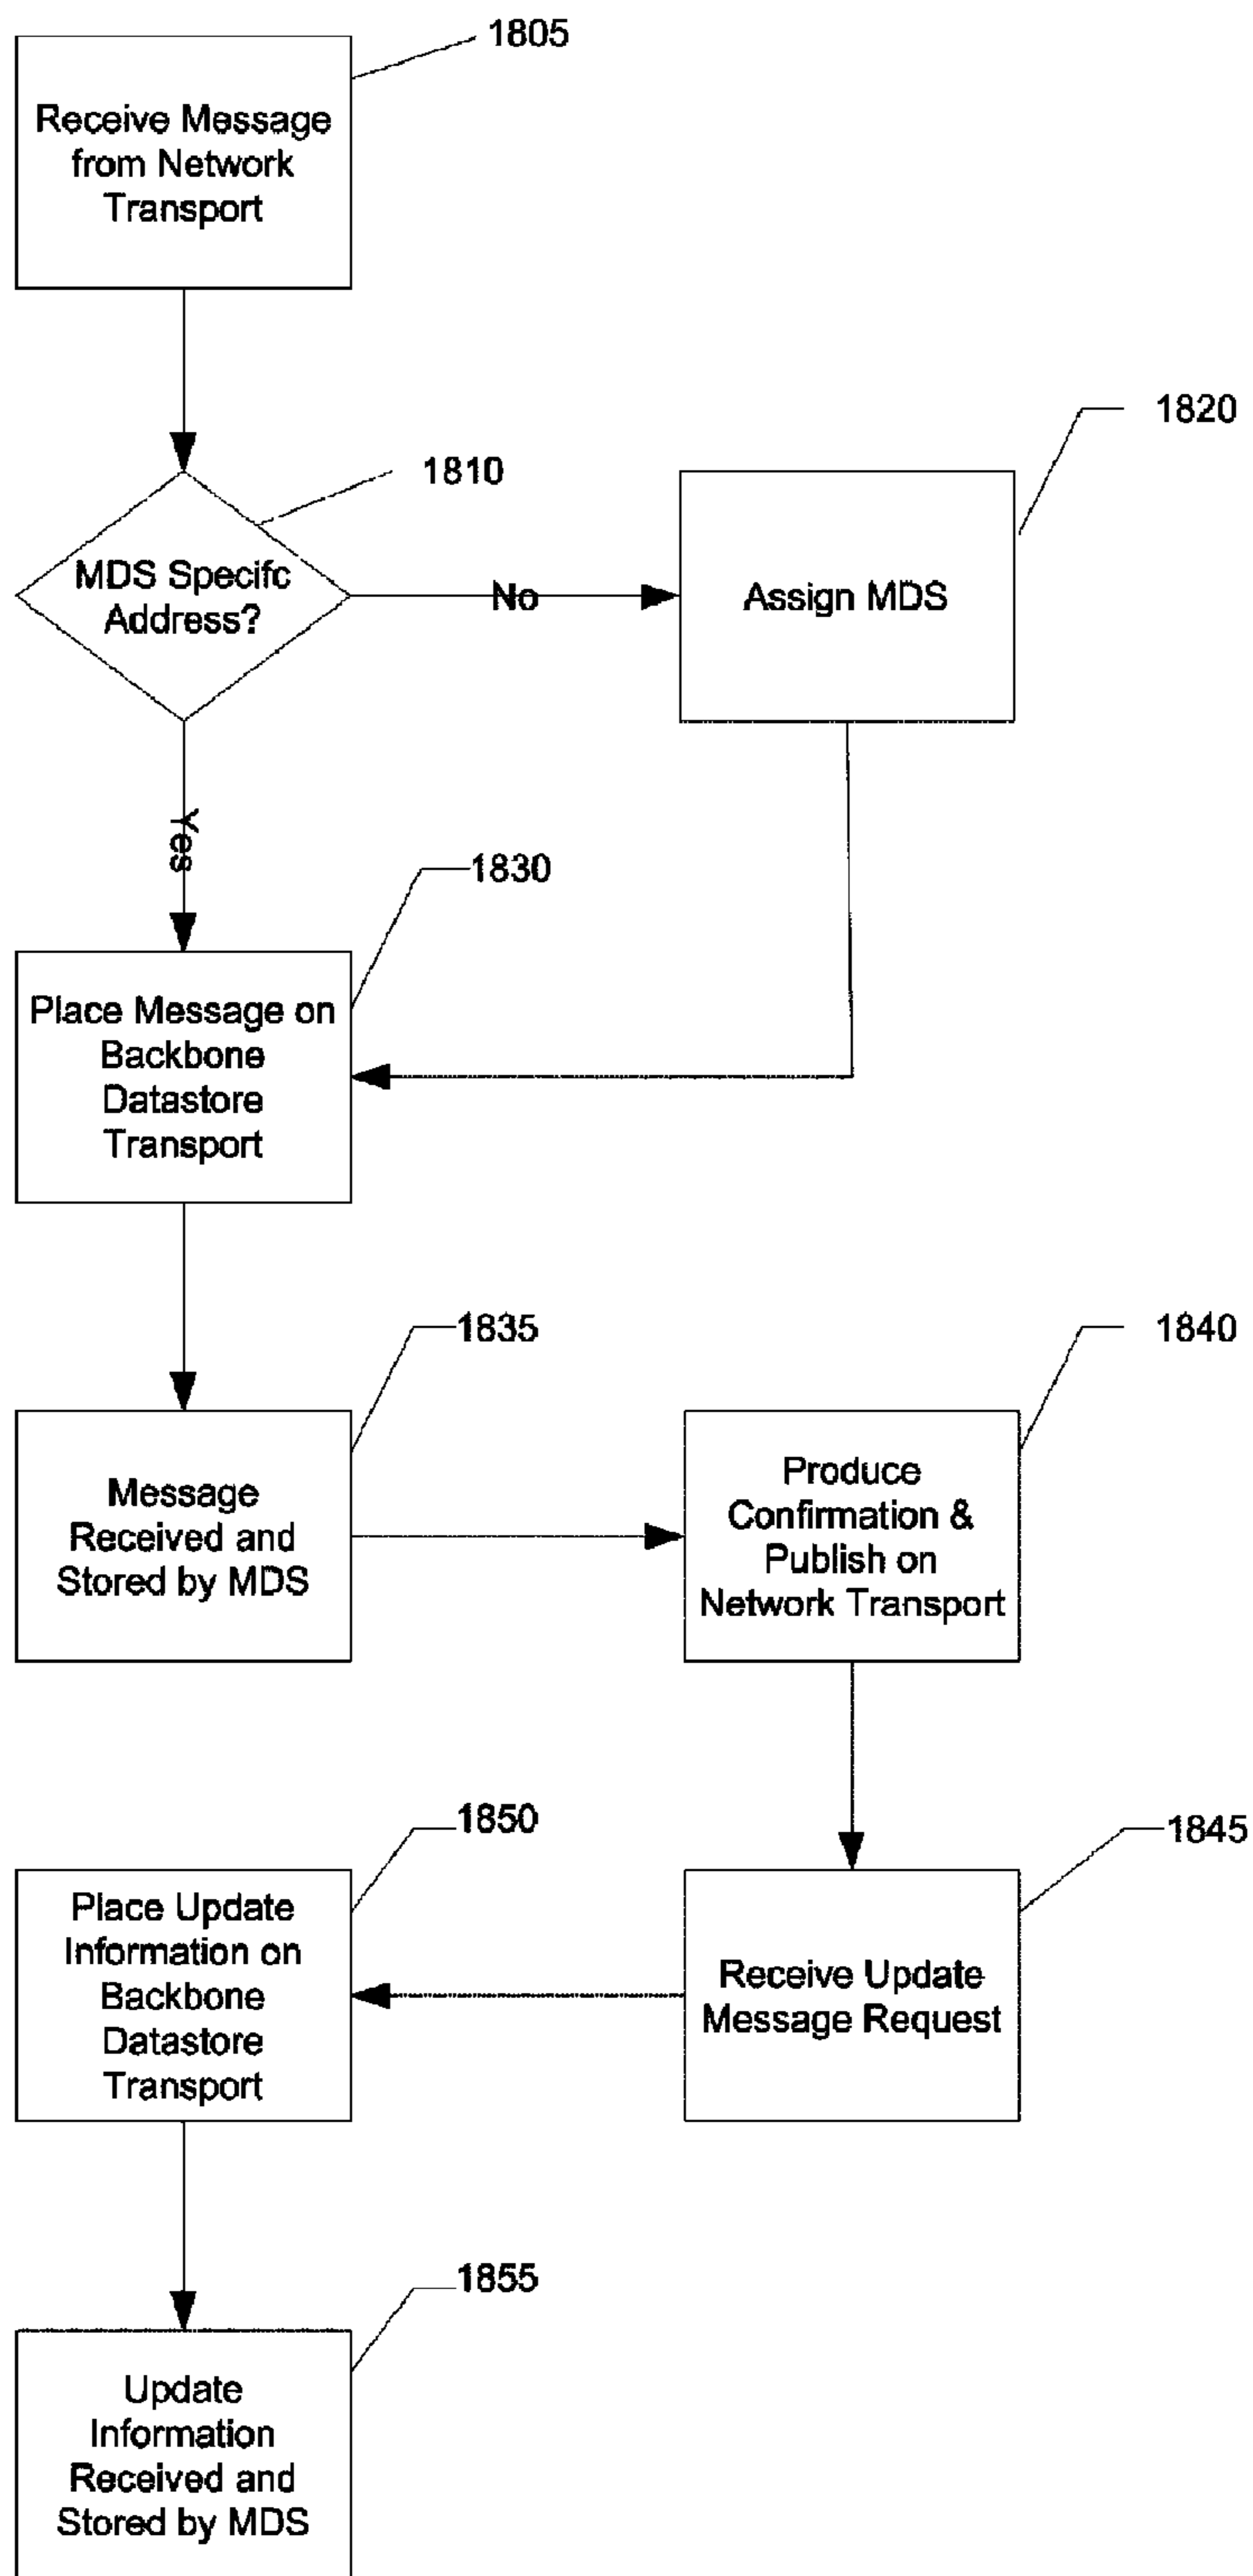 1805
Receive Message
from Network
Transport
1810
MDS Specifc
Address?
No
1820
Assign MDS
Yes
1830
Place Message on
Backbone
Datastore
Transport
1835
Message
Received and
Stored by MDS
1840
Produce
Confirmation &
Publish on
Network Transport
1845
Receive Update
Message Request
1850
Place Update
Information on
Backbone
Datastore
Transport
1855
Update
Information
Received and
Stored by MDS